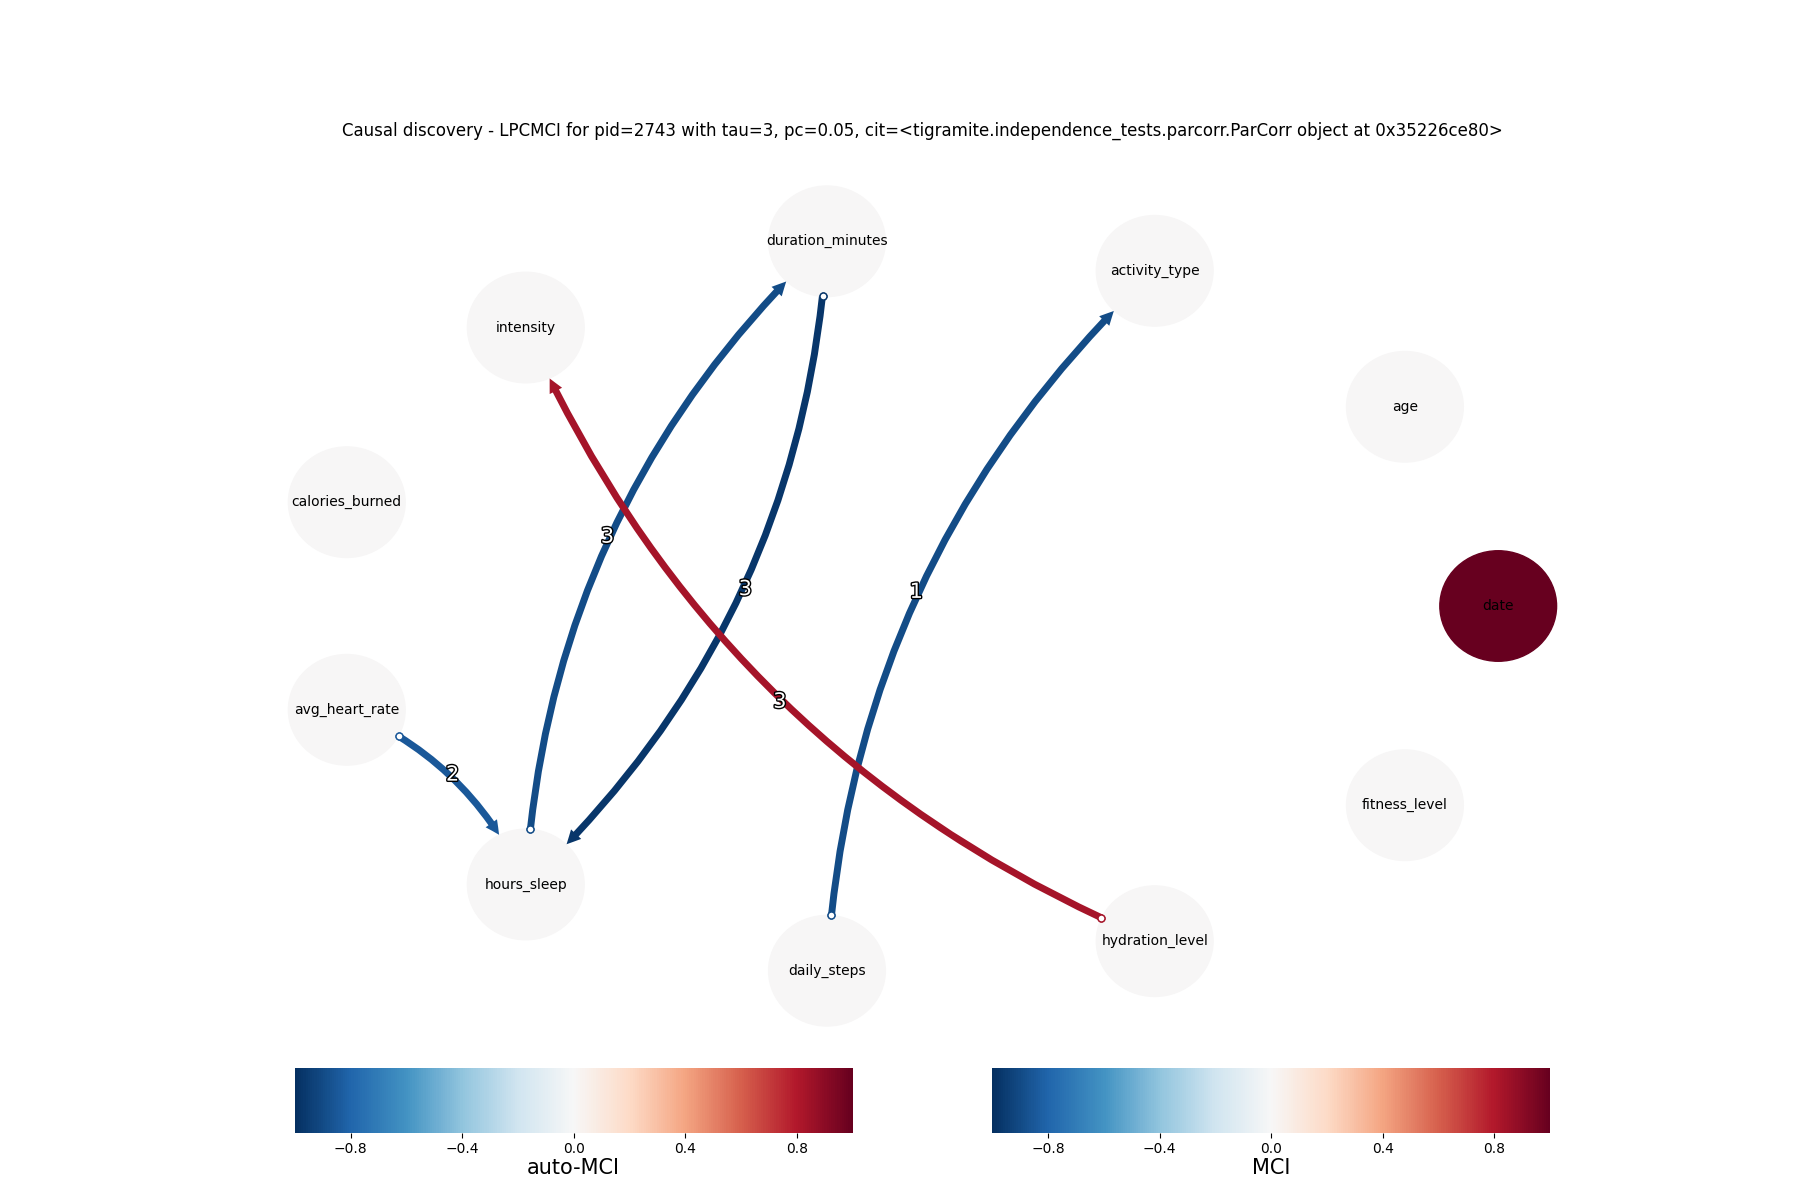 Causal discovery - LPCMCI for pid=2743 with tau=3, pc=0.05, cit=<tigramite.independence_tests.parcorr.ParCorr object at 0x35226ce80>
duration_minutes
activity_type
intensity
age
calories_burned
3
3
1
date
3
avg_heart_rate
2
fitness_level
hours_sleep
hydration_level
daily_steps
−0.8 −0.4 0.0 0.4 0.8
auto-MCI
−0.8 −0.4 0.0 0.4 0.8
MCI